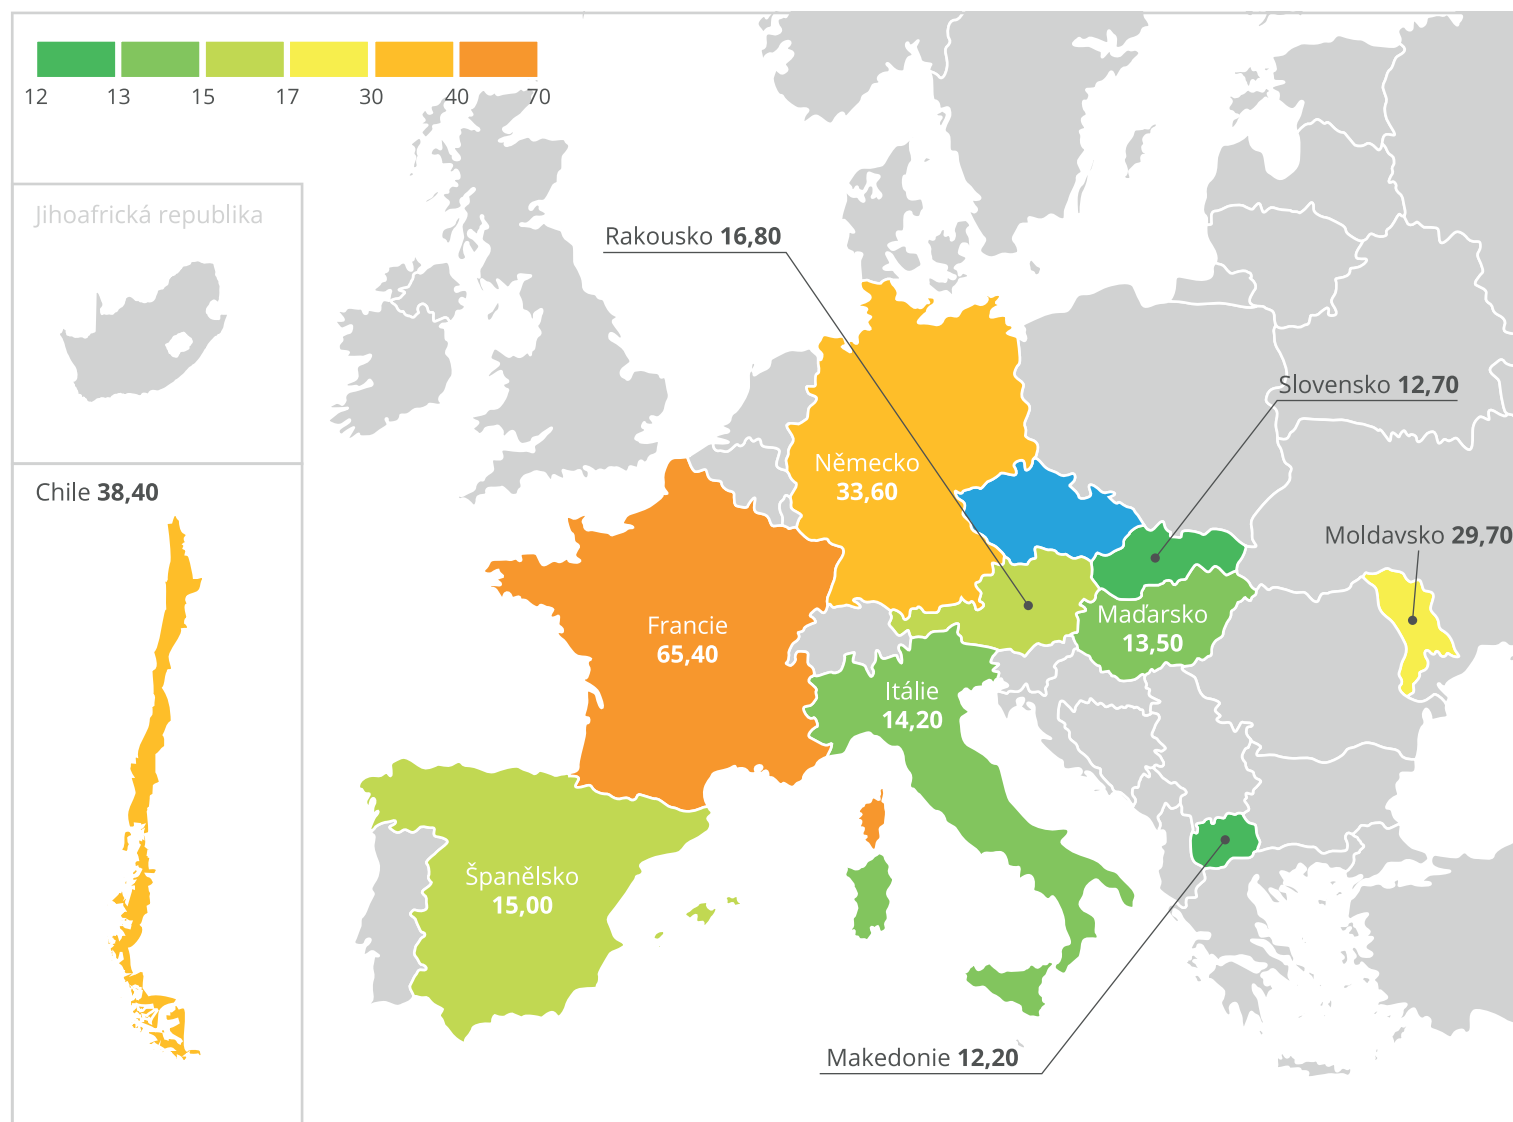 12 13 15 17 30 40 70
Jihoafrická republika
Rakousko 16,80
Slovensko 12,70
Chile 38,40
Německo
33,60
Moldavsko 29,70
Francie
65,40
Maďarsko
13,50
Itálie
14,20
Španělsko
15,00
Makedonie 12,20